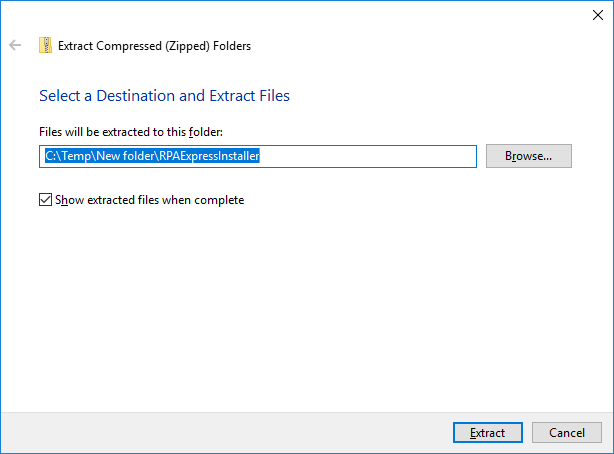 Extract Compressed (Zipped) Folders
Select a Destination and Extract Files
Files will be extracted to this folder:
C:\Temp\New folder\RPAExpressInstaller
Browse...
Show extracted files when complete
Extract
Cancel